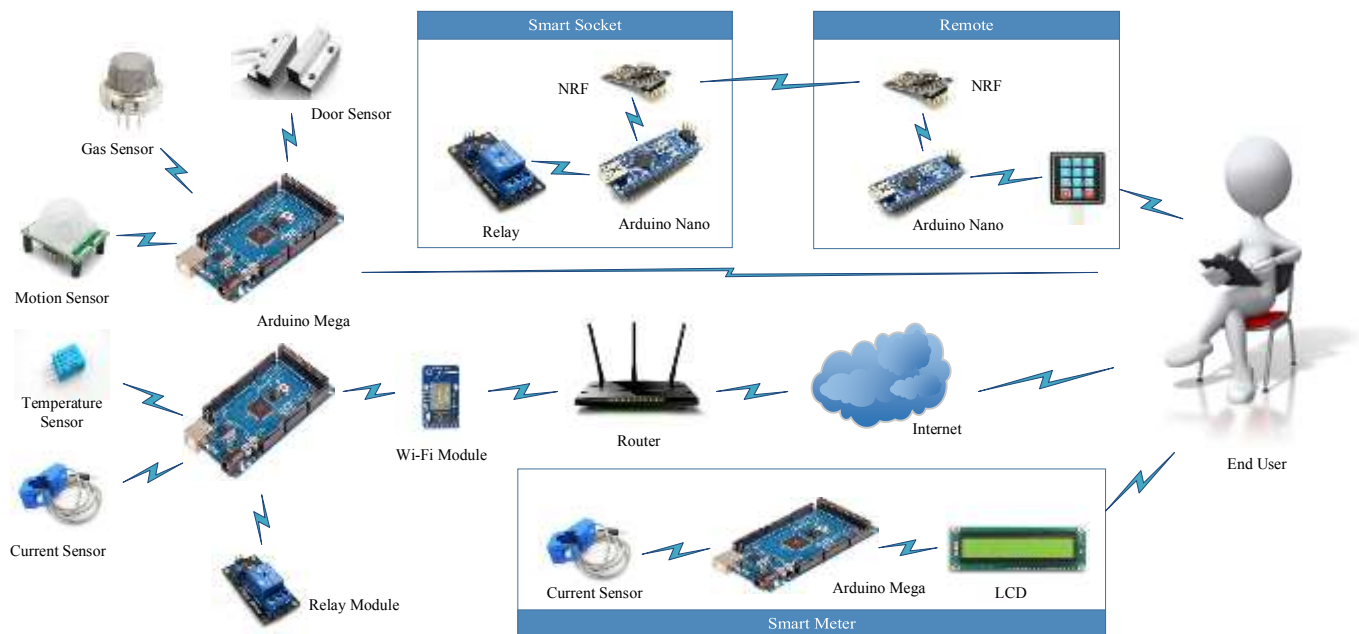 Smart Socket
Remote
NRF
NRF
Door Sensor
Gas Sensor
Relay
Arduino Nano
Arduino Nano
Motion Sensor
Arduino Mega
Temperature
Sensor
Wi-Fi Module
Router
Internet
End User
Current Sensor
Relay Module
Current Sensor
Arduino Mega
LCD
Smart Meter